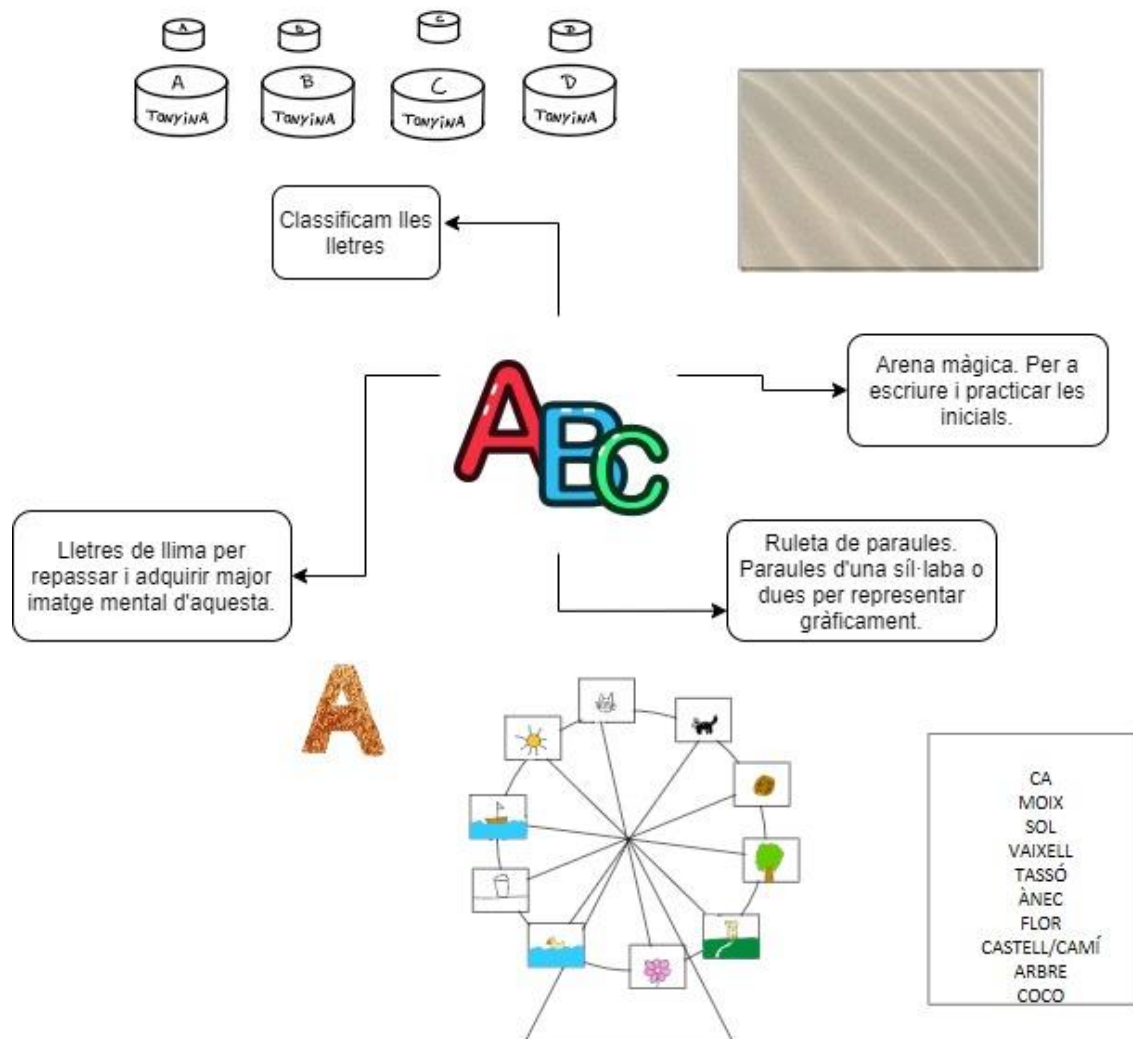 A
B
C
D
A
TONYINA
B
TONYINA
C
TONYINA
D
TONYINA
Classificam lles
lletres
Arena màgica. Per a
escriure i practicar les
inicials.
ABC
Lletres de llima per
repassar i adquirir major
imatge mental d'aquesta.
Ruleta de paraules.
Paraules d'una síl·laba o
dues per representar
gràficament.
A
CA
MOIX
SOL
VAIXELL
TASSÓ
ÀNEC
FLOR
CASTELL/CAMÍ
ARBRE
COCO